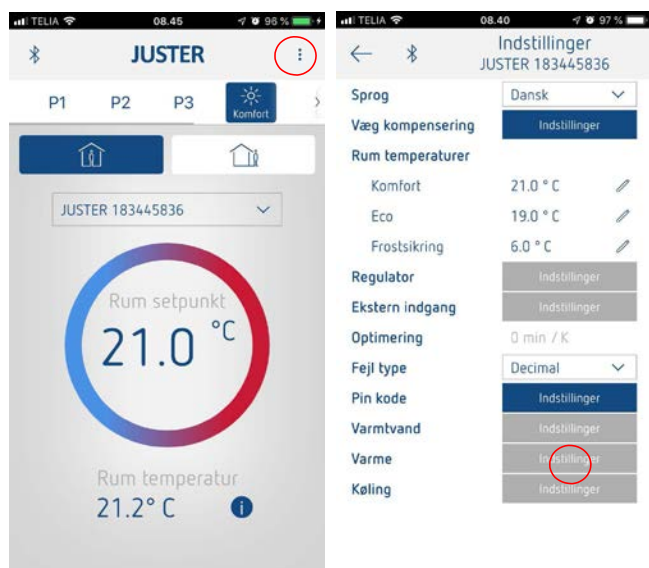 TELIA 08.45 96 %
JUSTER
P1 P2 P3 Komfort
JUSTER 183445836
Rum setpunkt
21.0 °C
Rum temperatur
21.2° C i
TELIA 08.40 97 %
Indstillinger
JUSTER 183445836
Sprog Dansk
Væg kompensering Indstillinger
Rum temperaturer
Komfort 21.0 ° C
Eco 19.0 ° C
Frostsikring 6.0 ° C
Regulator Indstillinger
Ekstern indgang Indstillinger
Optimering 0 min / K
Fejl type Decimal
Pin kode Indstillinger
Varmtvand Indstillinger
Varme Indstillinger
Køling Indstillinger